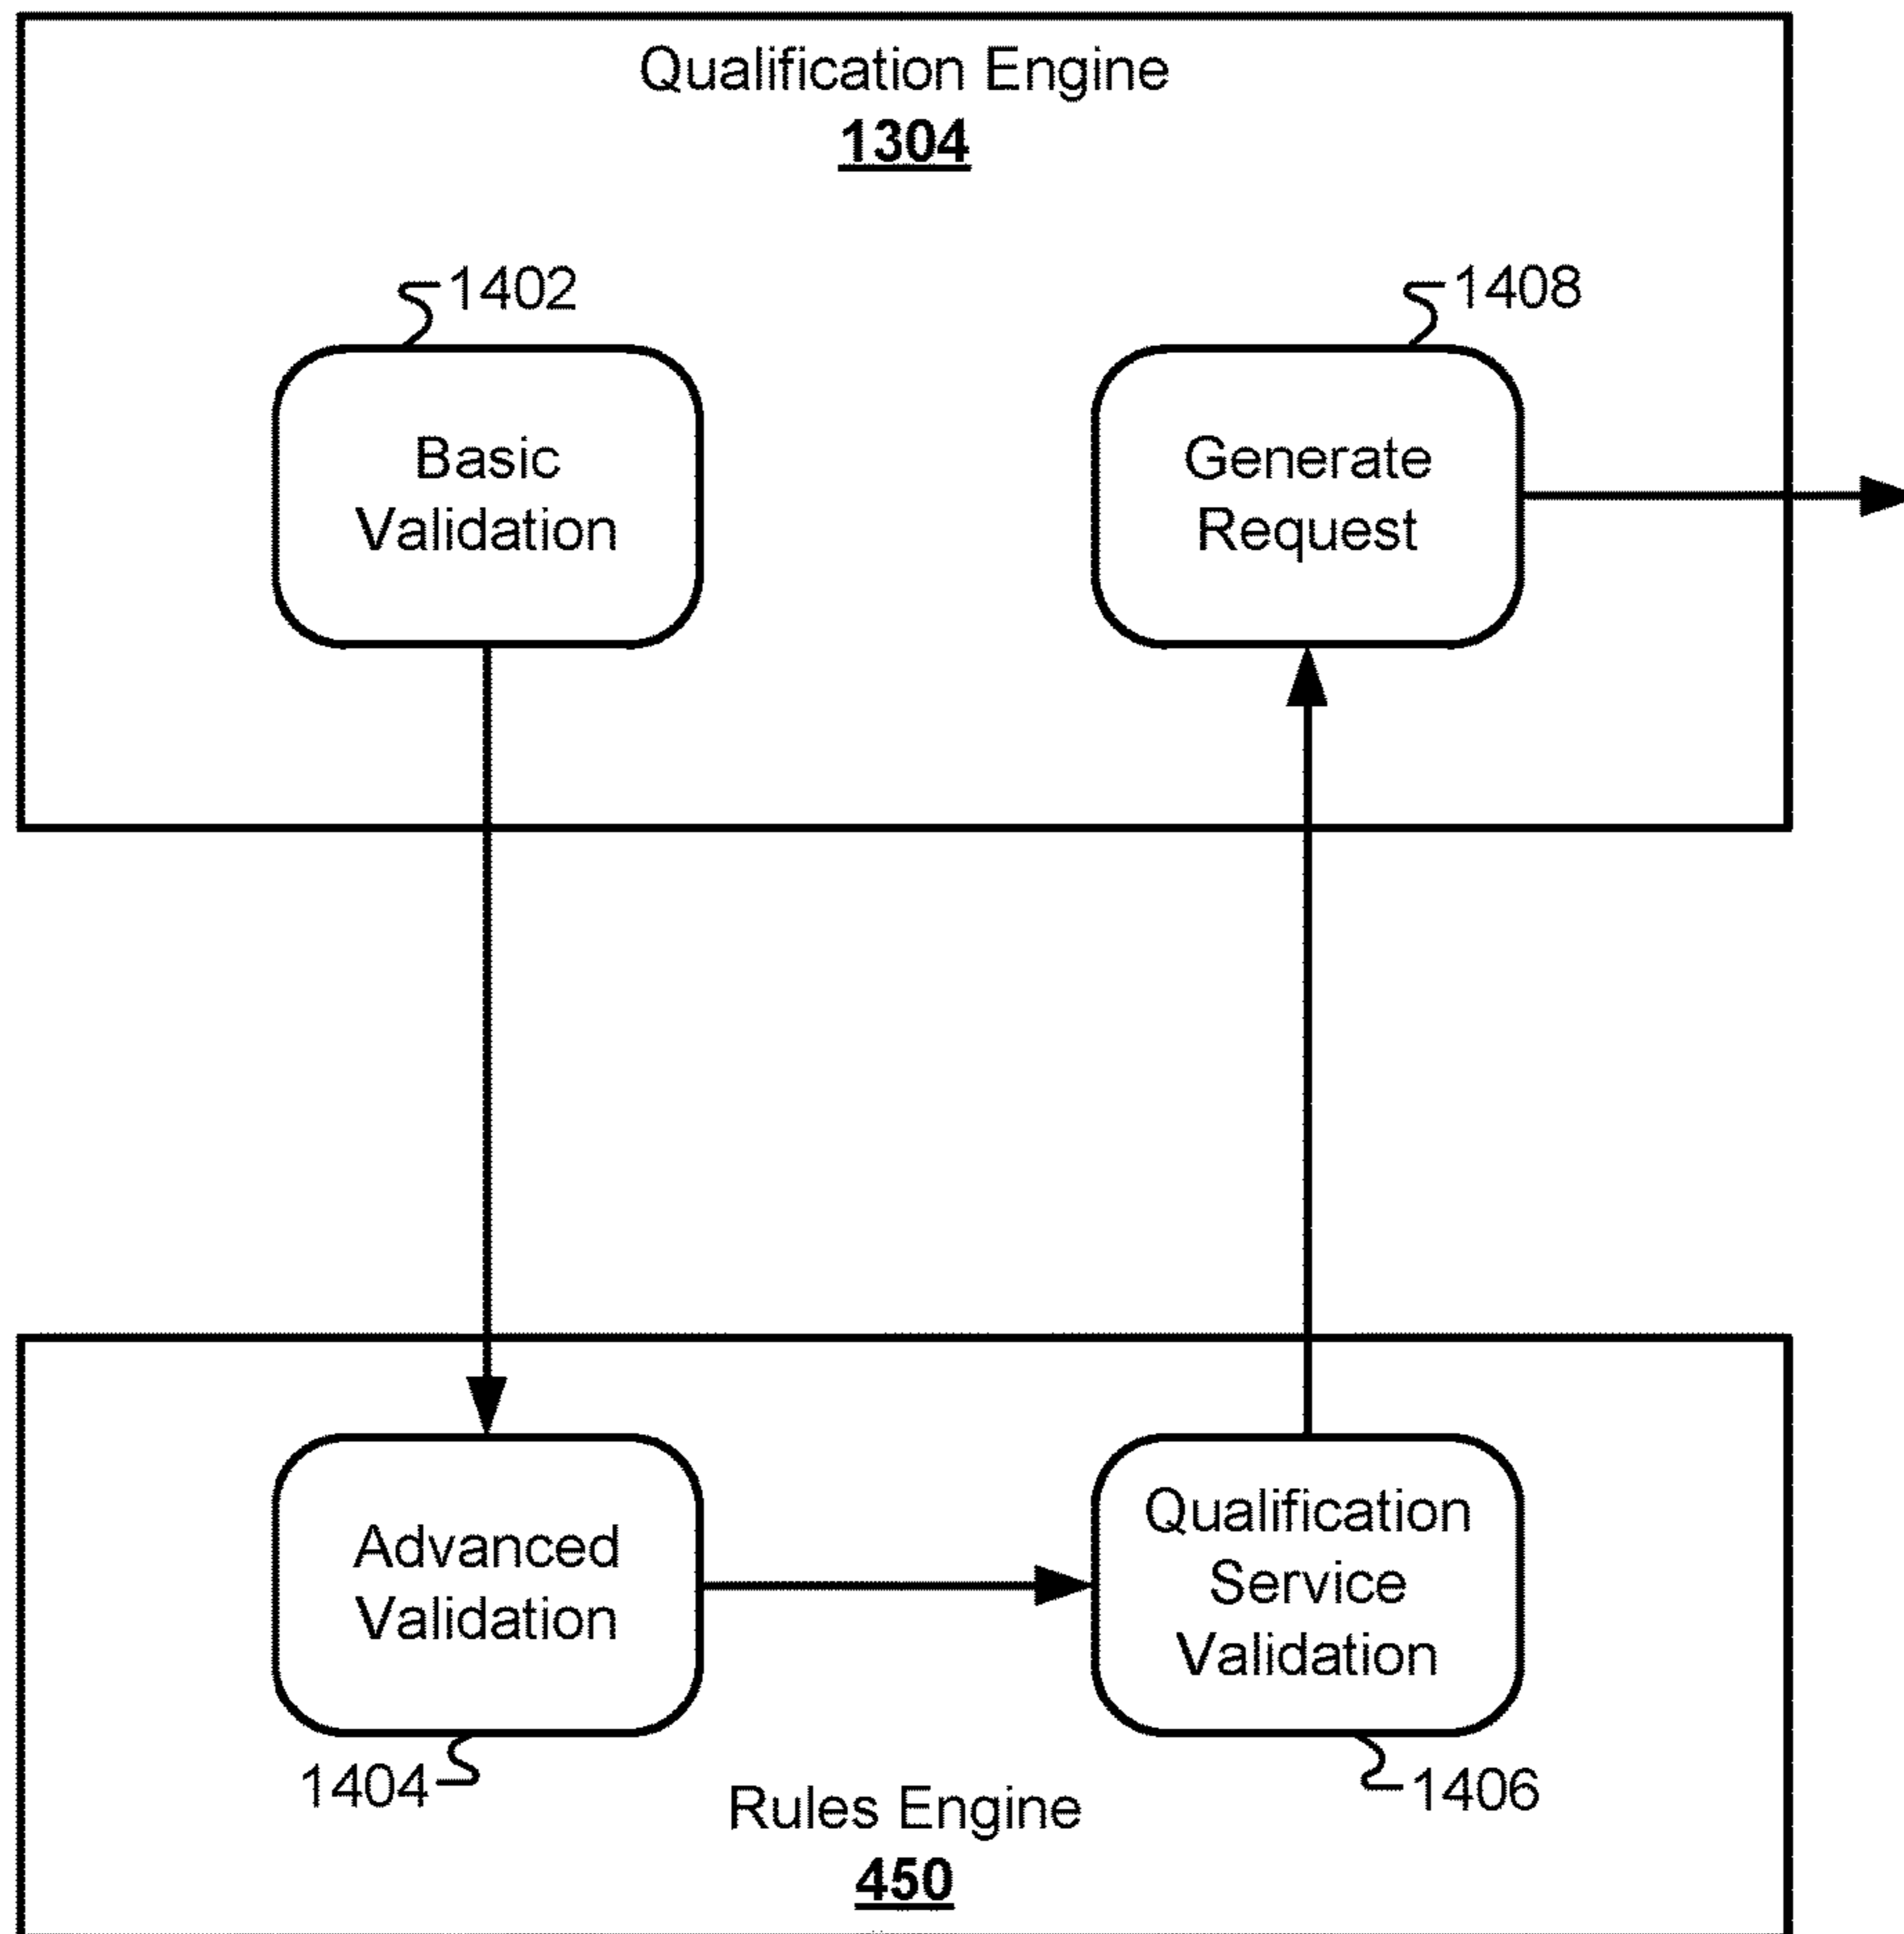 Qualification Engine
1304
1402
1408
Basic
Validation
Generate
Request
Advanced
Validation
Qualification
Service
Validation
1404
1406
Rules Engine
450